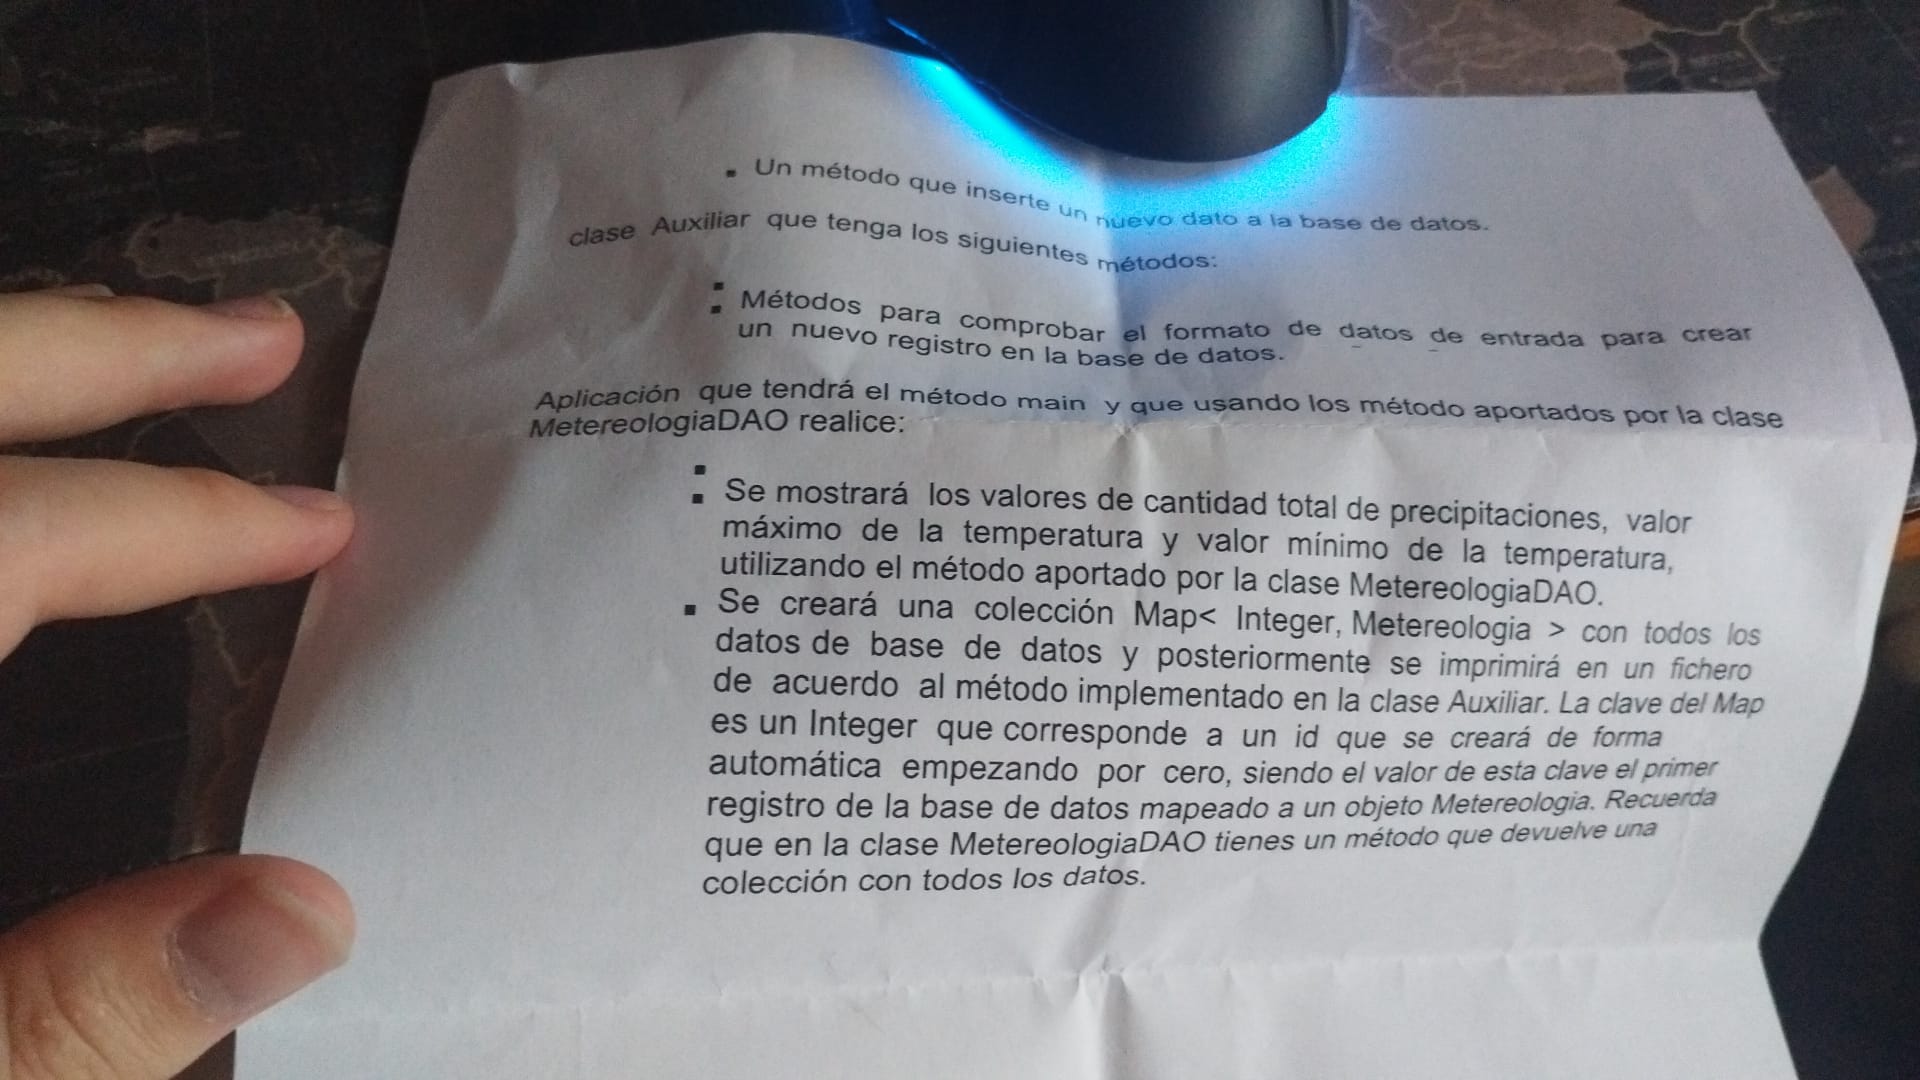 ▪ Un método que inserte un nuevo dato a la base de datos.
clase Auxiliar que tenga los siguientes métodos:
▪
▪ Métodos para comprobar el formato de datos de entrada para crear
un nuevo registro en la base de datos.
Aplicación que tendrá el método main y que usando los método aportados por la clase
MetereologiaDAO realice:
▪
▪ Se mostrará los valores de cantidad total de precipitaciones, valor
máximo de la temperatura y valor mínimo de la temperatura,
utilizando el método aportado por la clase MetereologiaDAO.
▪ Se creará una colección Map< Integer, Metereologia > con todos los
datos de base de datos y posteriormente se imprimirá en un fichero
de acuerdo al método implementado en la clase Auxiliar. La clave del Map
es un Integer que corresponde a un id que se creará de forma
automática empezando por cero, siendo el valor de esta clave el primer
registro de la base de datos mapeado a un objeto Metereologia. Recuerda
que en la clase MetereologiaDAO tienes un método que devuelve una
colección con todos los datos.